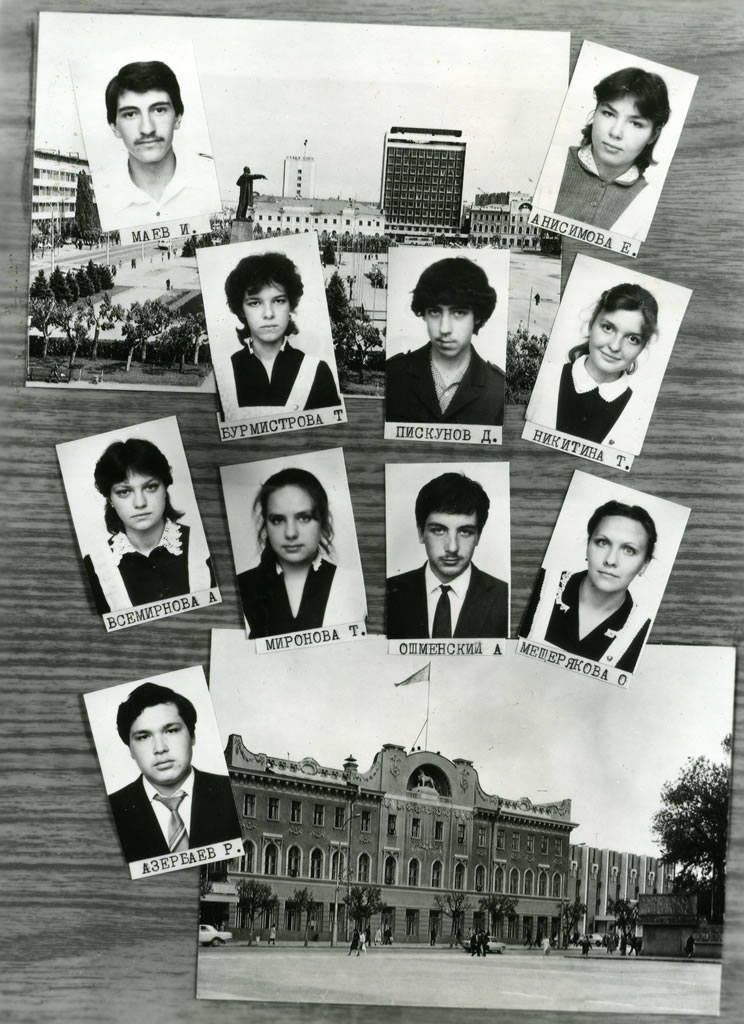 МАЕВ И.
АНИСИМОВА Е.
БУРМИСТРОВА Т
ПИСКУНОВ Д.
НИКИТИНА Т.
ВСЕМИРНОВА А
МИРОНОВА Т.
ОШМЕНСКИЙ А
МЕЩЕРЯКОВА О
АЗЕРБАЕВ Р.